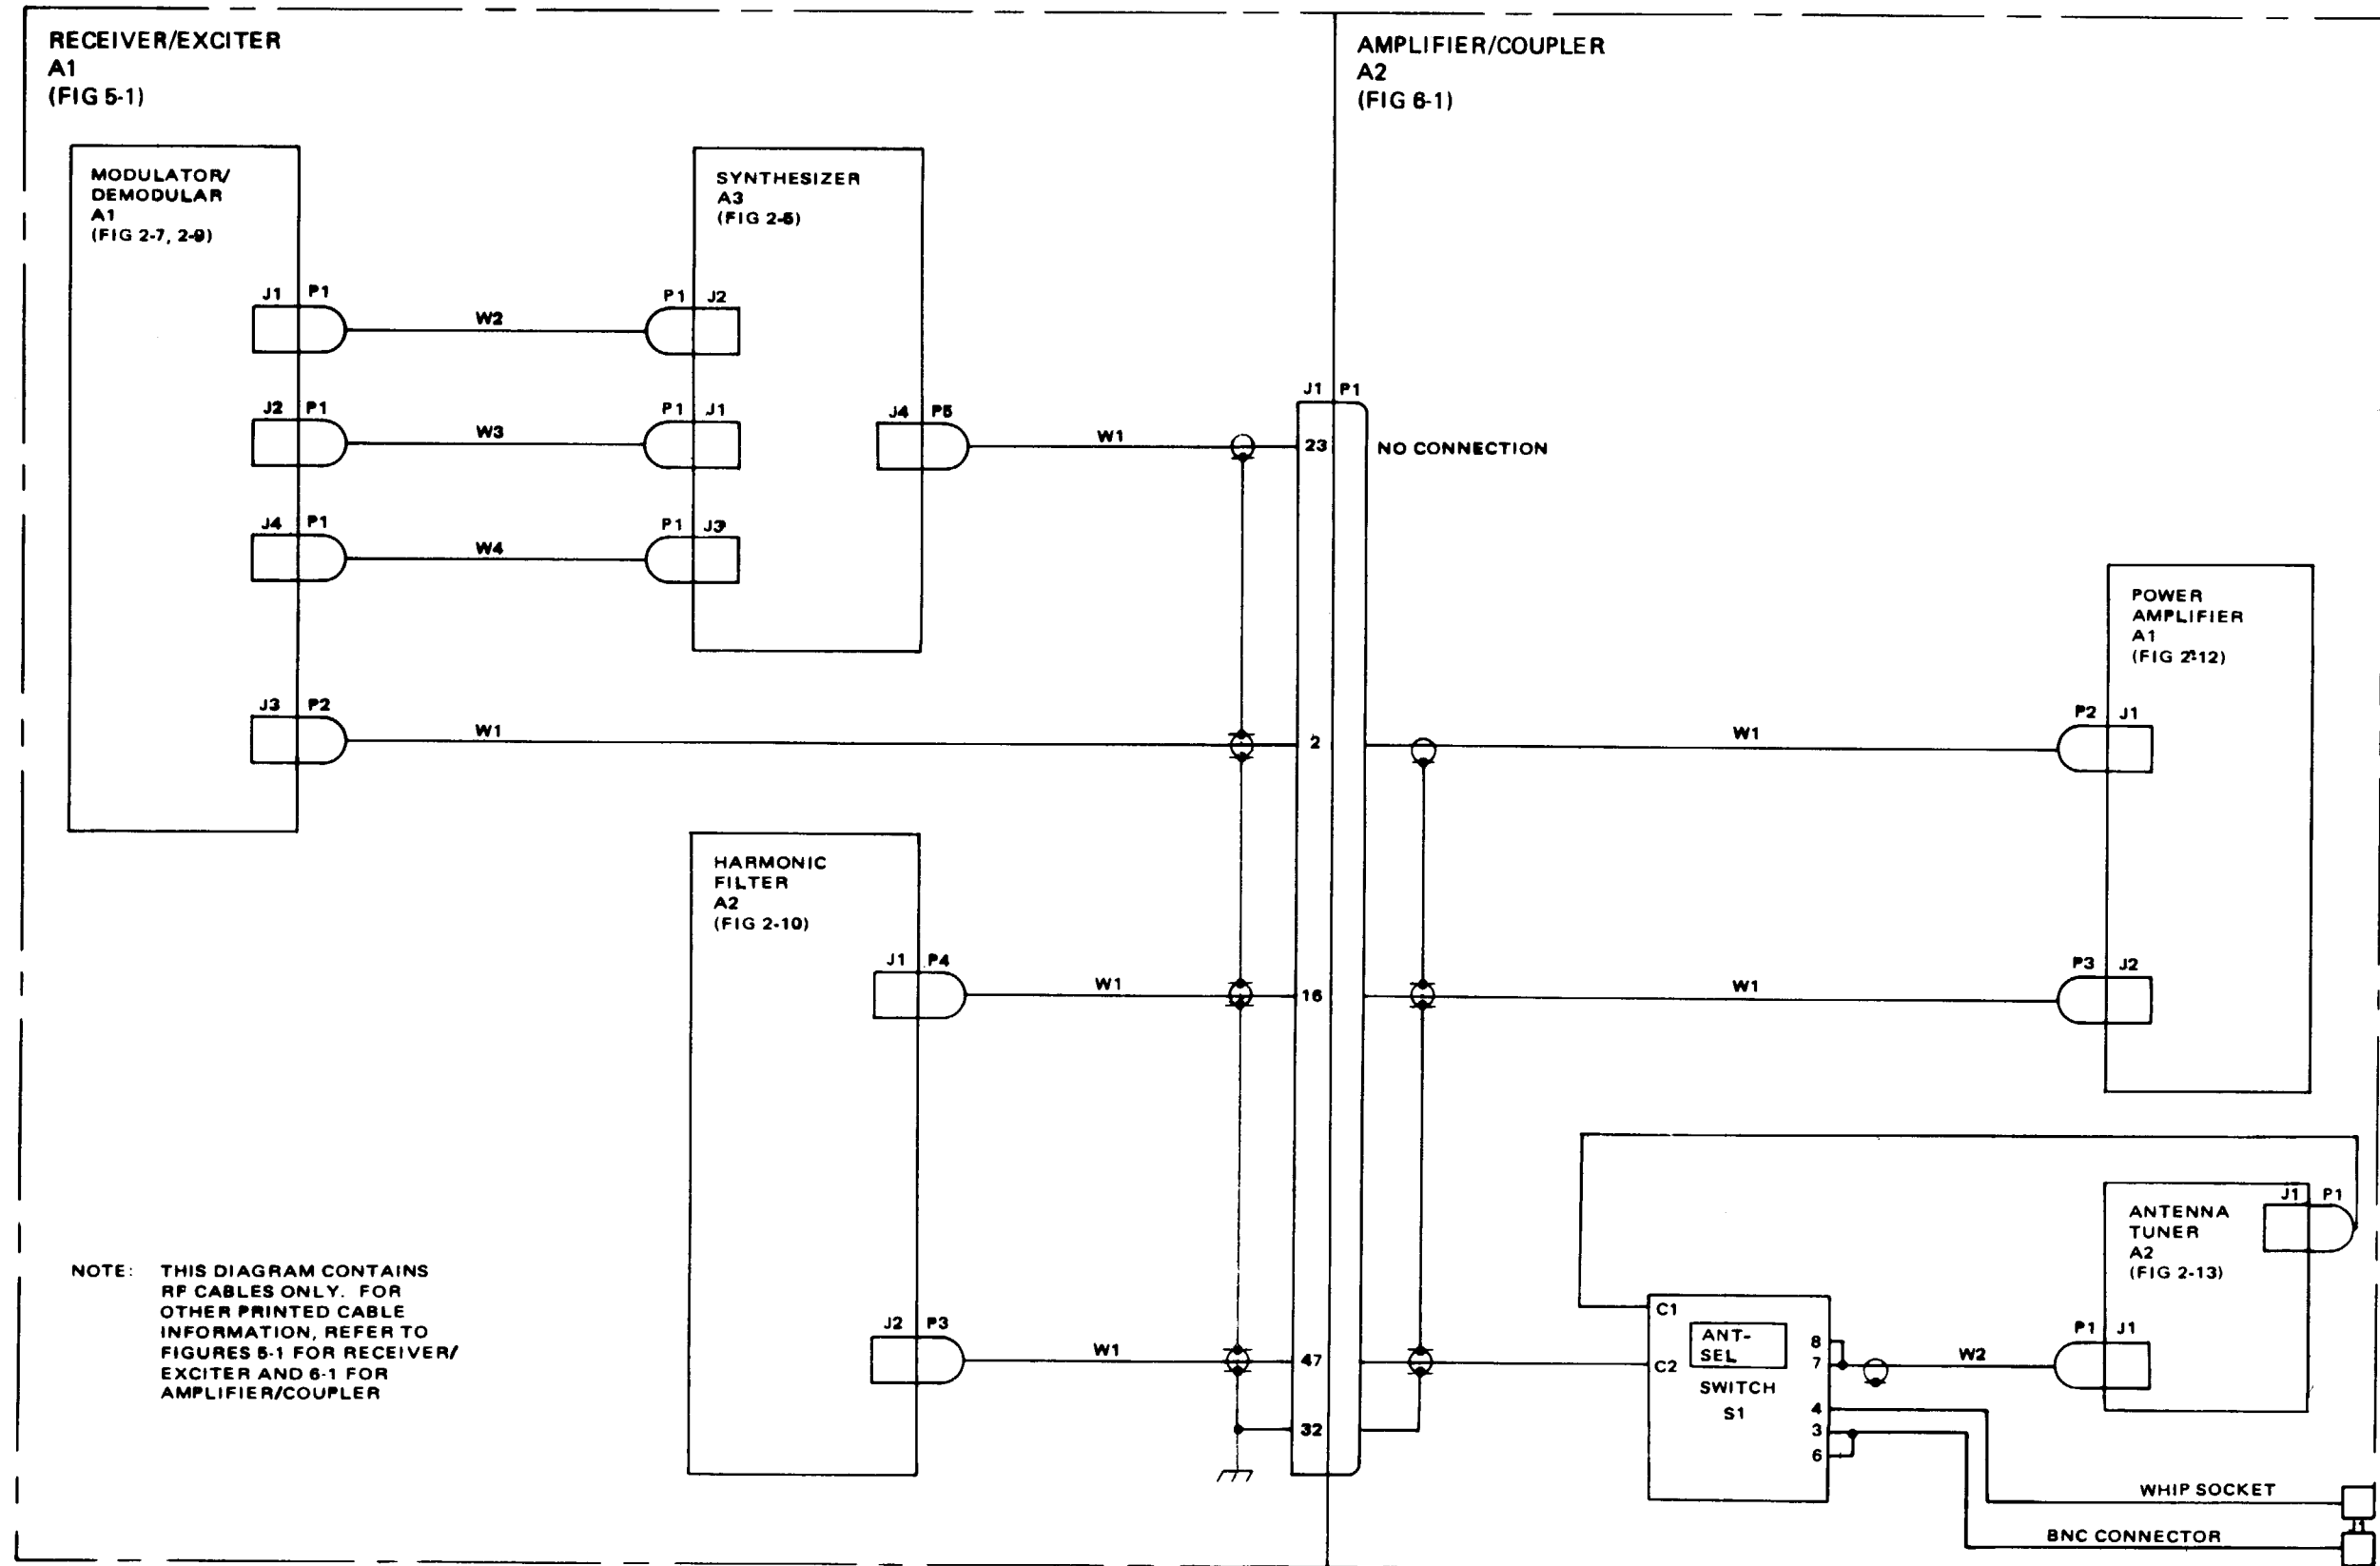 RECEIVER/EXCITER
A1
(FIG 5-1)
AMPLIFIER/COUPLER
A2
(FIG 6-1)
MODULATOR/
DEMODULAR
A1
(FIG 2-7, 2-9)
SYNTHESIZER
A3
(FIG 2-6)
J1 P1
W2
P1 J2
J2 P1
W3
P1 J1
J4 P5
W1
J1 P1
23
NO CONNECTION
J4 P1
W4
P1 J3
POWER
AMPLIFIER
A1
(FIG 2-12)
J3 P2
W1
2
W1
P2 J1
HARMONIC
FILTER
A2
(FIG 2-10)
J1 P4
W1
16
W1
P3 J2
ANTENNA
TUNER
A2
(FIG 2-13)
J1 P1
NOTE: THIS DIAGRAM CONTAINS
RF CABLES ONLY. FOR
OTHER PRINTED CABLE
INFORMATION, REFER TO
FIGURES 5-1 FOR RECEIVER/
EXCITER AND 6-1 FOR
AMPLIFIER/COUPLER
J2 P3
W1
47
32
C1
C2
ANT-
SEL
SWITCH
S1
8
7
4
3
6
W2
P1 J1
WHIP SOCKET
J1
BNC CONNECTOR